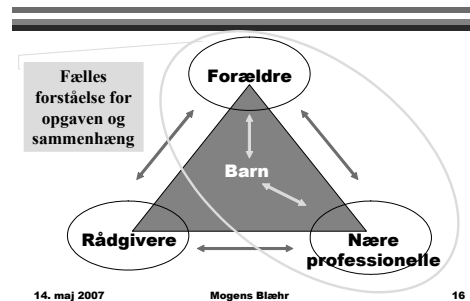 Fælles
forståelse for
opgaven og
sammenhæng
Forældre
Barn
Rådgivere
Nære
professionelle
14. maj 2007
Mogens Blæhr
16